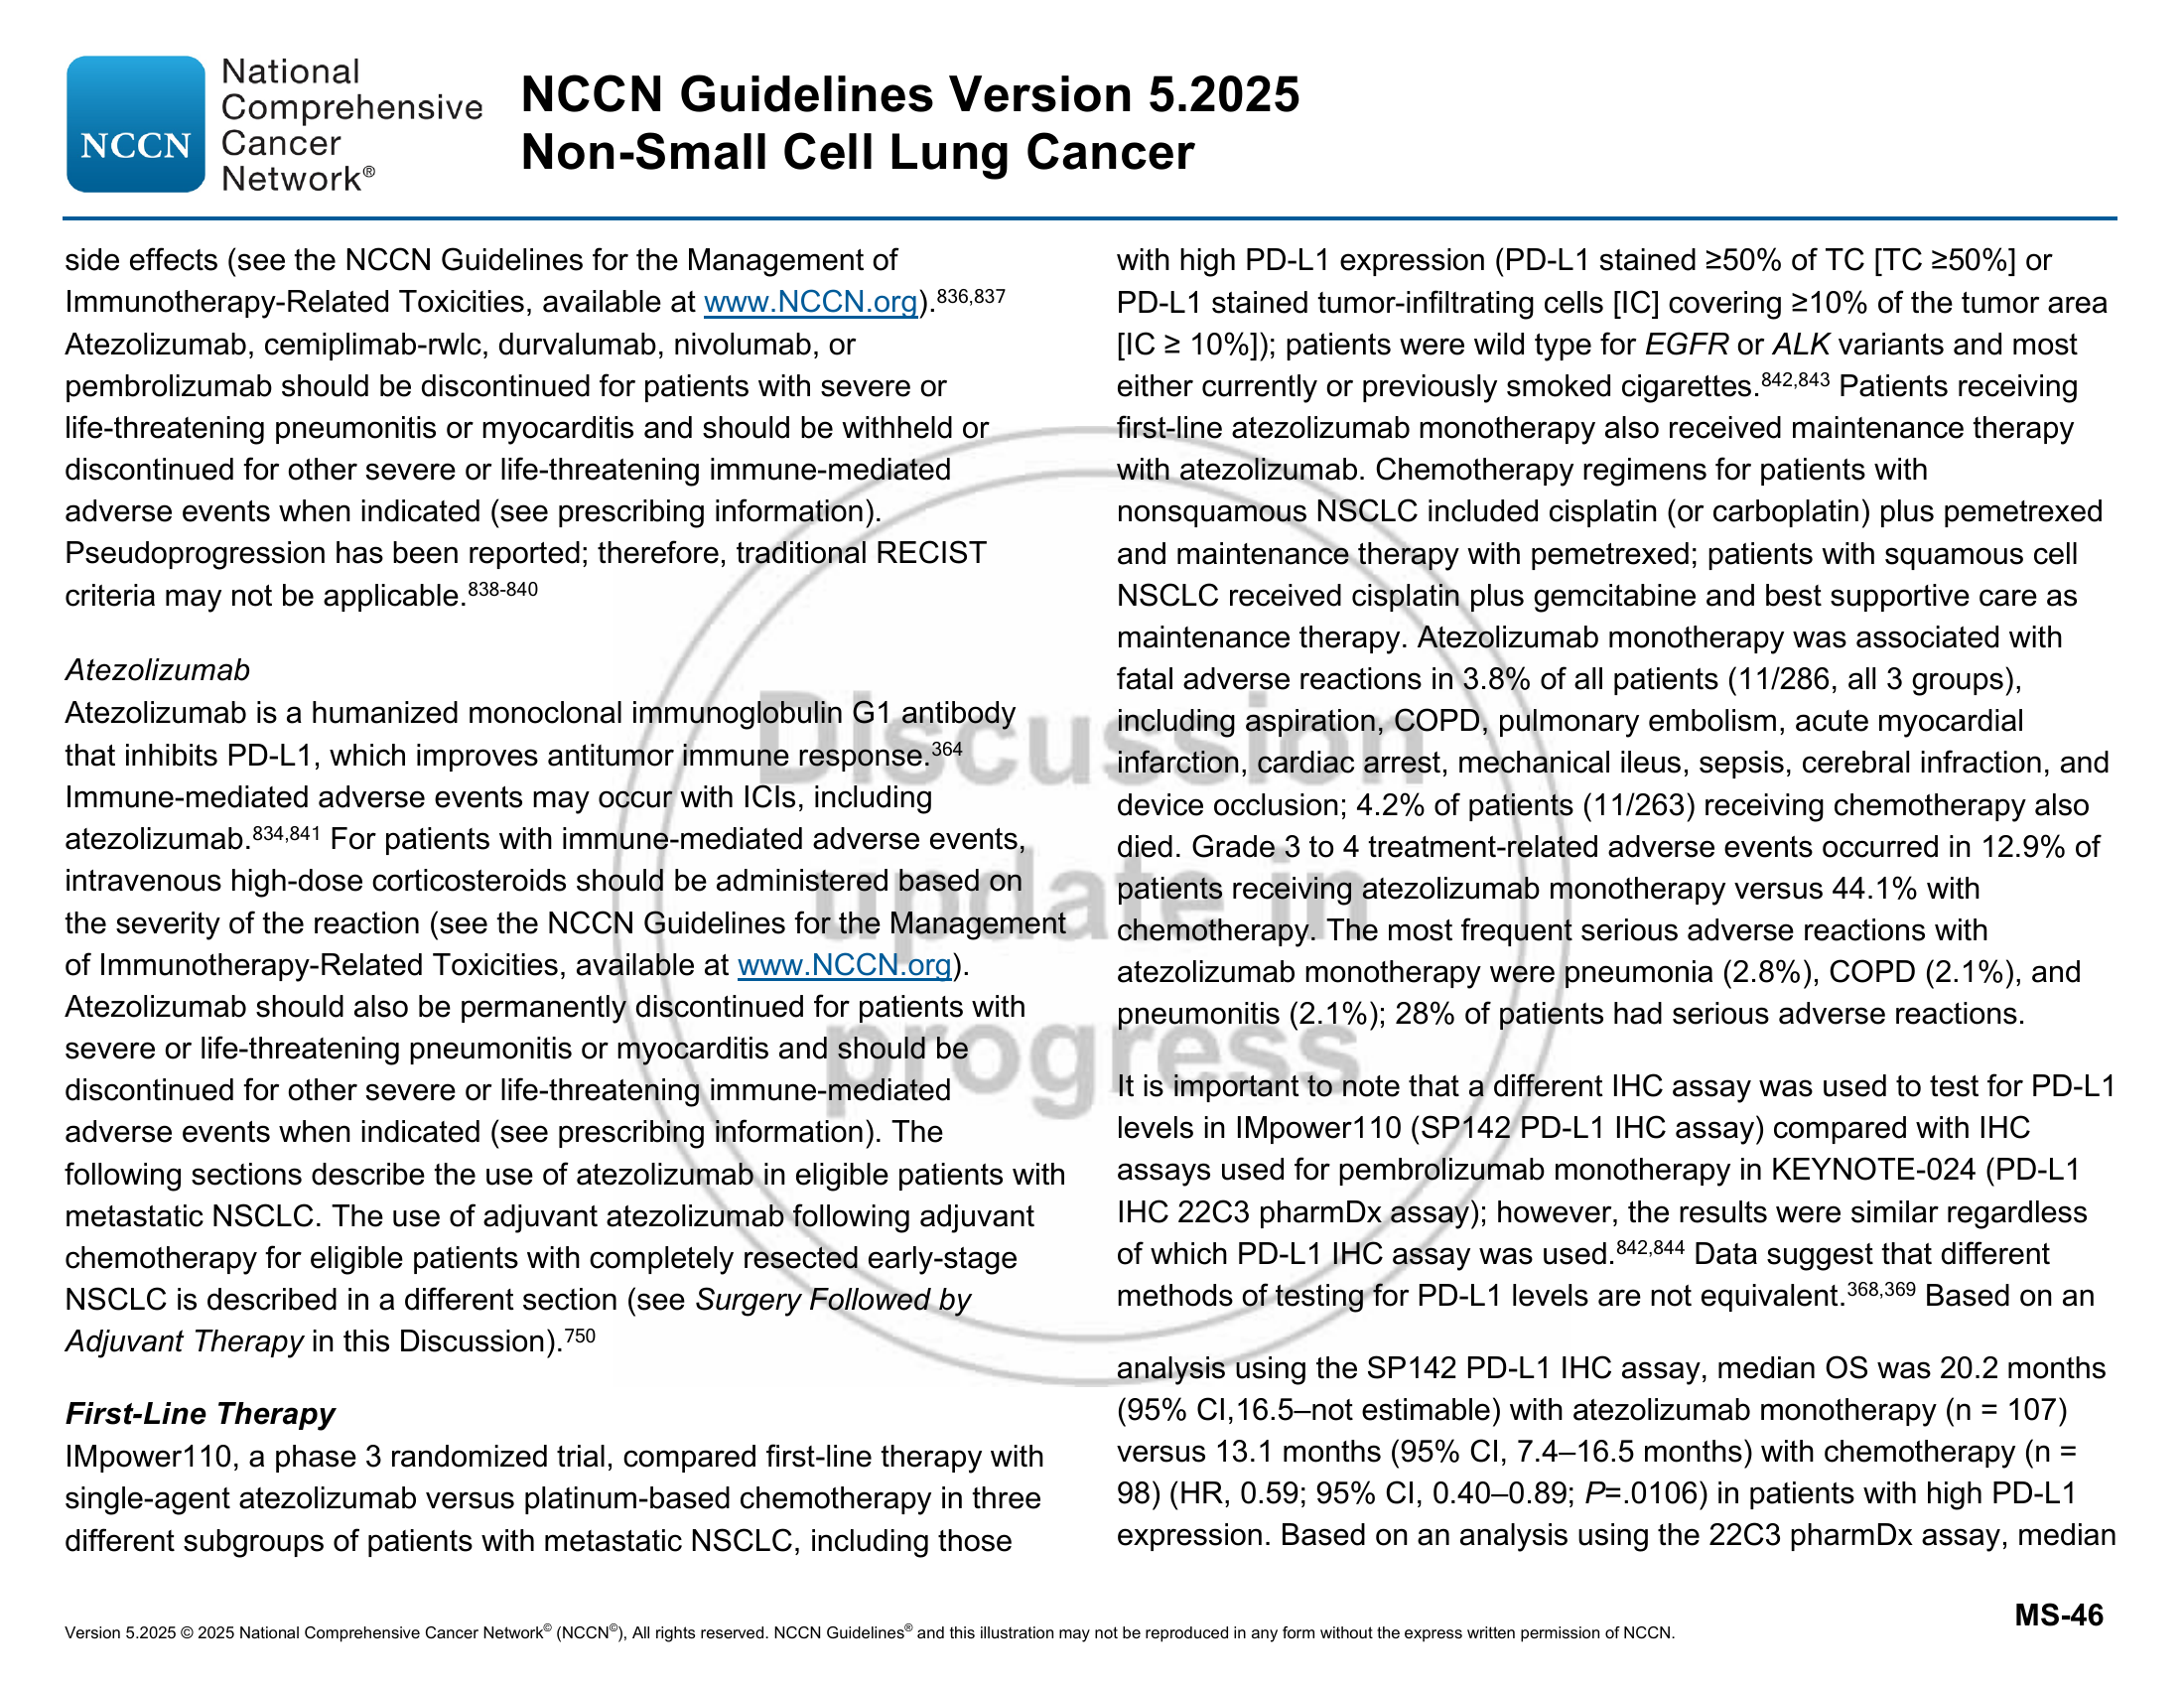 National
Comprehensive
NCCN Cancer
Network®
NCCN Guidelines Version 5.2025
Non-Small Cell Lung Cancer
side effects (see the NCCN Guidelines for the Management of
Immunotherapy-Related Toxicities, available at www.NCCN.org).836,837
Atezolizumab, cemiplimab-rwlc, durvalumab, nivolumab, or
pembrolizumab should be discontinued for patients with severe or
life-threatening pneumonitis or myocarditis and should be withheld or
discontinued for other severe or life-threatening immune-mediated
adverse events when indicated (see prescribing information).
Pseudoprogression has been reported; therefore, traditional RECIST
criteria may not be applicable.838-840
Atezolizumab
Atezolizumab is a humanized monoclonal immunoglobulin G1 antibody
that inhibits PD-L1, which improves antitumor immune response.364
Immune-mediated adverse events may occur with ICIs, including
atezolizumab.834,841 For patients with immune-mediated adverse events,
intravenous high-dose corticosteroids should be administered based on
the severity of the reaction (see the NCCN Guidelines for the Management
of Immunotherapy-Related Toxicities, available at www.NCCN.org).
Atezolizumab should also be permanently discontinued for patients with
severe or life-threatening pneumonitis or myocarditis and should be
discontinued for other severe or life-threatening immune-mediated
adverse events when indicated (see prescribing information). The
following sections describe the use of atezolizumab in eligible patients with
metastatic NSCLC. The use of adjuvant atezolizumab following adjuvant
chemotherapy for eligible patients with completely resected early-stage
NSCLC is described in a different section (see Surgery Followed by
Adjuvant Therapy in this Discussion).750
First-Line Therapy
IMpower110, a phase 3 randomized trial, compared first-line therapy with
single-agent atezolizumab versus platinum-based chemotherapy in three
different subgroups of patients with metastatic NSCLC, including those
with high PD-L1 expression (PD-L1 stained ≥50% of TC [TC ≥50%] or
PD-L1 stained tumor-infiltrating cells [IC] covering ≥10% of the tumor area
[IC ≥ 10%]); patients were wild type for EGFR or ALK variants and most
either currently or previously smoked cigarettes.842,843 Patients receiving
first-line atezolizumab monotherapy also received maintenance therapy
with atezolizumab. Chemotherapy regimens for patients with
nonsquamous NSCLC included cisplatin (or carboplatin) plus pemetrexed
and maintenance therapy with pemetrexed; patients with squamous cell
NSCLC received cisplatin plus gemcitabine and best supportive care as
maintenance therapy. Atezolizumab monotherapy was associated with
fatal adverse reactions in 3.8% of all patients (11/286, all 3 groups),
including aspiration, COPD, pulmonary embolism, acute myocardial
infarction, cardiac arrest, mechanical ileus, sepsis, cerebral infraction, and
device occlusion; 4.2% of patients (11/263) receiving chemotherapy also
died. Grade 3 to 4 treatment-related adverse events occurred in 12.9% of
patients receiving atezolizumab monotherapy versus 44.1% with
chemotherapy. The most frequent serious adverse reactions with
atezolizumab monotherapy were pneumonia (2.8%), COPD (2.1%), and
pneumonitis (2.1%); 28% of patients had serious adverse reactions.
It is important to note that a different IHC assay was used to test for PD-L1
levels in IMpower110 (SP142 PD-L1 IHC assay) compared with IHC
assays used for pembrolizumab monotherapy in KEYNOTE-024 (PD-L1
IHC 22C3 pharmDx assay); however, the results were similar regardless
of which PD-L1 IHC assay was used.842,844 Data suggest that different
methods of testing for PD-L1 levels are not equivalent.368,369 Based on an
analysis using the SP142 PD-L1 IHC assay, median OS was 20.2 months
(95% CI,16.5–not estimable) with atezolizumab monotherapy (n = 107)
versus 13.1 months (95% CI, 7.4–16.5 months) with chemotherapy (n =
98) (HR, 0.59; 95% CI, 0.40–0.89; P=.0106) in patients with high PD-L1
expression. Based on an analysis using the 22C3 pharmDx assay, median
Discussion
update in
progress
MS-46
Version 5.2025 © 2025 National Comprehensive Cancer Network© (NCCN©), All rights reserved. NCCN Guidelines® and this illustration may not be reproduced in any form without the express written permission of NCCN.